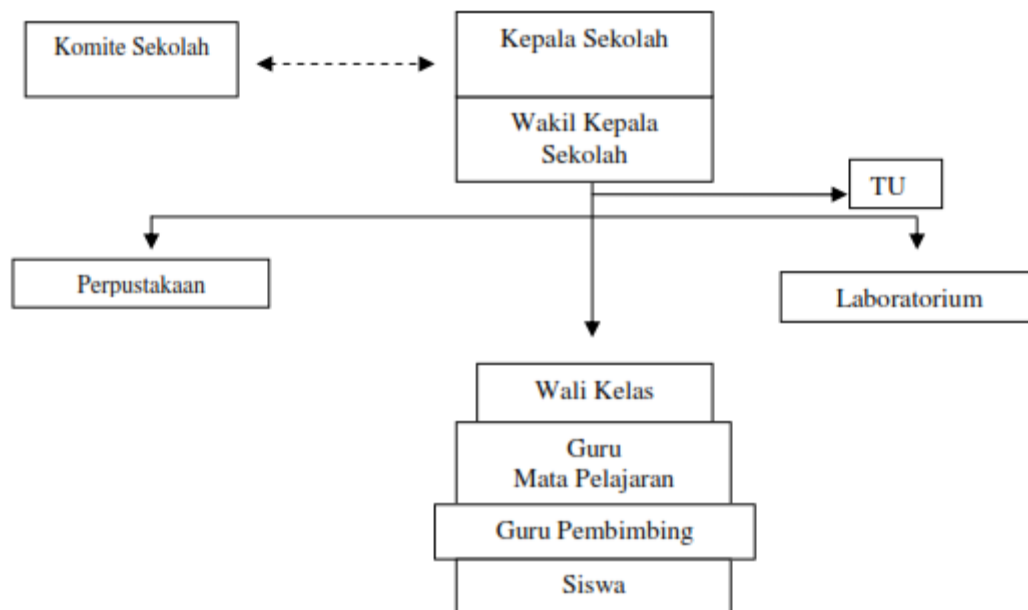 Komite Sekolah
Kepala Sekolah
Wakil Kepala
Sekolah
TU
Perpustakaan
Laboratorium
Wali Kelas
Guru
Mata Pelajaran
Guru Pembimbing
Siswa